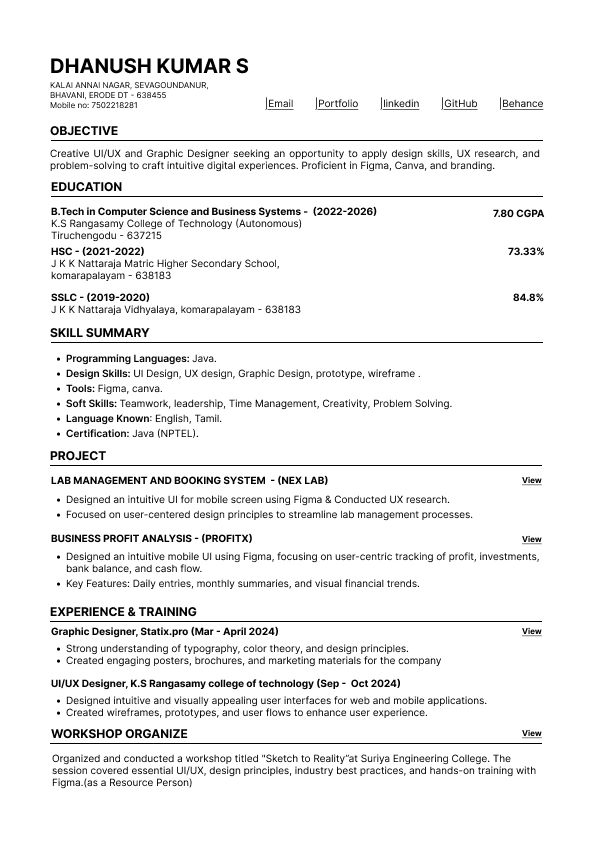 DHANUSH KUMAR S
KALAI ANNAI NAGAR, SEVAGOUNDANUR,
BHAVANI, ERODE DT - 638455
Mobile no: 7502218281
|Email |Portfolio |linkedin |GitHub |Behance
OBJECTIVE
Creative UI/UX and Graphic Designer seeking an opportunity to apply design skills, UX research, and
problem-solving to craft intuitive digital experiences. Proficient in Figma, Canva, and branding.
EDUCATION
B.Tech in Computer Science and Business Systems - (2022-2026) 7.80 CGPA
K.S Rangasamy College of Technology (Autonomous)
Tiruchengodu - 637215
HSC - (2021-2022) 73.33%
J K K Nattaraja Matric Higher Secondary School,
komarapalayam - 638183
SSLC - (2019-2020) 84.8%
J K K Nattaraja Vidhyalaya, komarapalayam - 638183
SKILL SUMMARY
• Programming Languages: Java.
• Design Skills: UI Design, UX design, Graphic Design, prototype, wireframe .
• Tools: Figma, canva.
• Soft Skills: Teamwork, leadership, Time Management, Creativity, Problem Solving.
• Language Known: English, Tamil.
• Certification: Java (NPTEL).
PROJECT
LAB MANAGEMENT AND BOOKING SYSTEM - (NEX LAB) View
• Designed an intuitive UI for mobile screen using Figma & Conducted UX research.
• Focused on user-centered design principles to streamline lab management processes.
BUSINESS PROFIT ANALYSIS - (PROFITX) View
• Designed an intuitive mobile UI using Figma, focusing on user-centric tracking of profit, investments,
bank balance, and cash flow.
• Key Features: Daily entries, monthly summaries, and visual financial trends.
EXPERIENCE & TRAINING
Graphic Designer, Statix.pro (Mar - April 2024) View
• Strong understanding of typography, color theory, and design principles.
• Created engaging posters, brochures, and marketing materials for the company
UI/UX Designer, K.S Rangasamy college of technology (Sep - Oct 2024)
• Designed intuitive and visually appealing user interfaces for web and mobile applications.
• Created wireframes, prototypes, and user flows to enhance user experience.
WORKSHOP ORGANIZE View
Organized and conducted a workshop titled "Sketch to Reality"at Suriya Engineering College. The
session covered essential UI/UX, design principles, industry best practices, and hands-on training with
Figma.(as a Resource Person)